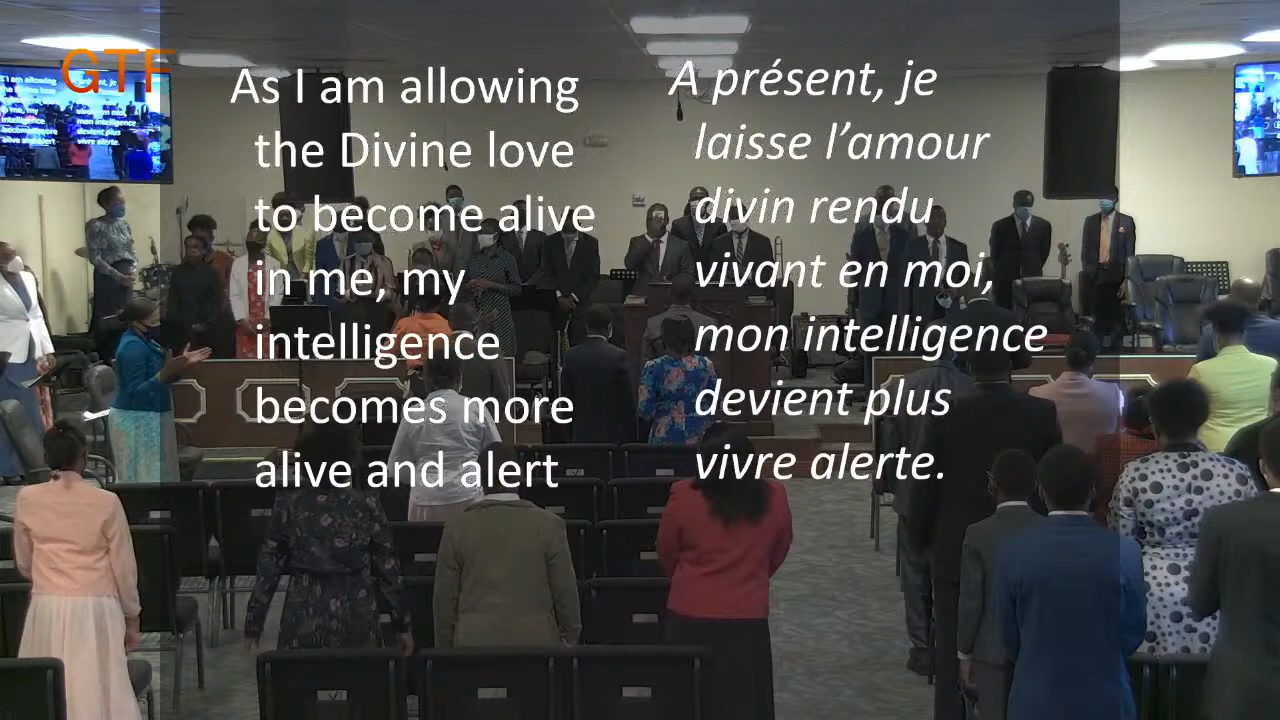 GTF
As I am allowing
the Divine love
to become alive
in me, my
intelligence
becomes more
alive and alert
A présent, je
laisse l’amour
divin rendu
vivant en moi,
mon intelligence
devient plus
vivre alerte.